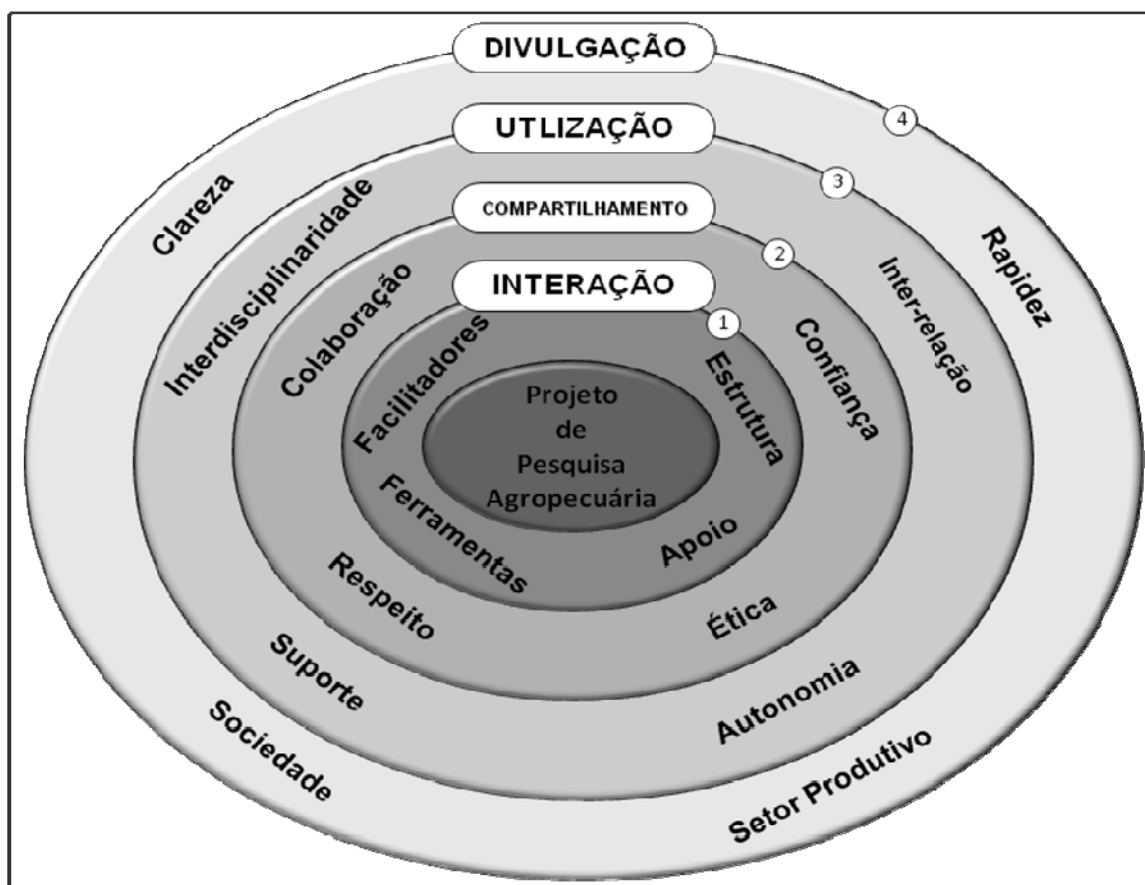 DIVULGAÇÃO
4
UTLIZAÇÃO
3
COMPARTILHAMENTO
2
INTERAÇÃO
1
Clareza
Rapidez
Interdisciplinaridade
Inter-relação
Colaboração
Confiança
Facilitadores
Estrutura
Projeto
de
Pesquisa
Agropecuária
Ferramentas
Apoio
Respeito
Ética
Suporte
Autonomia
Sociedade
Setor Produtivo